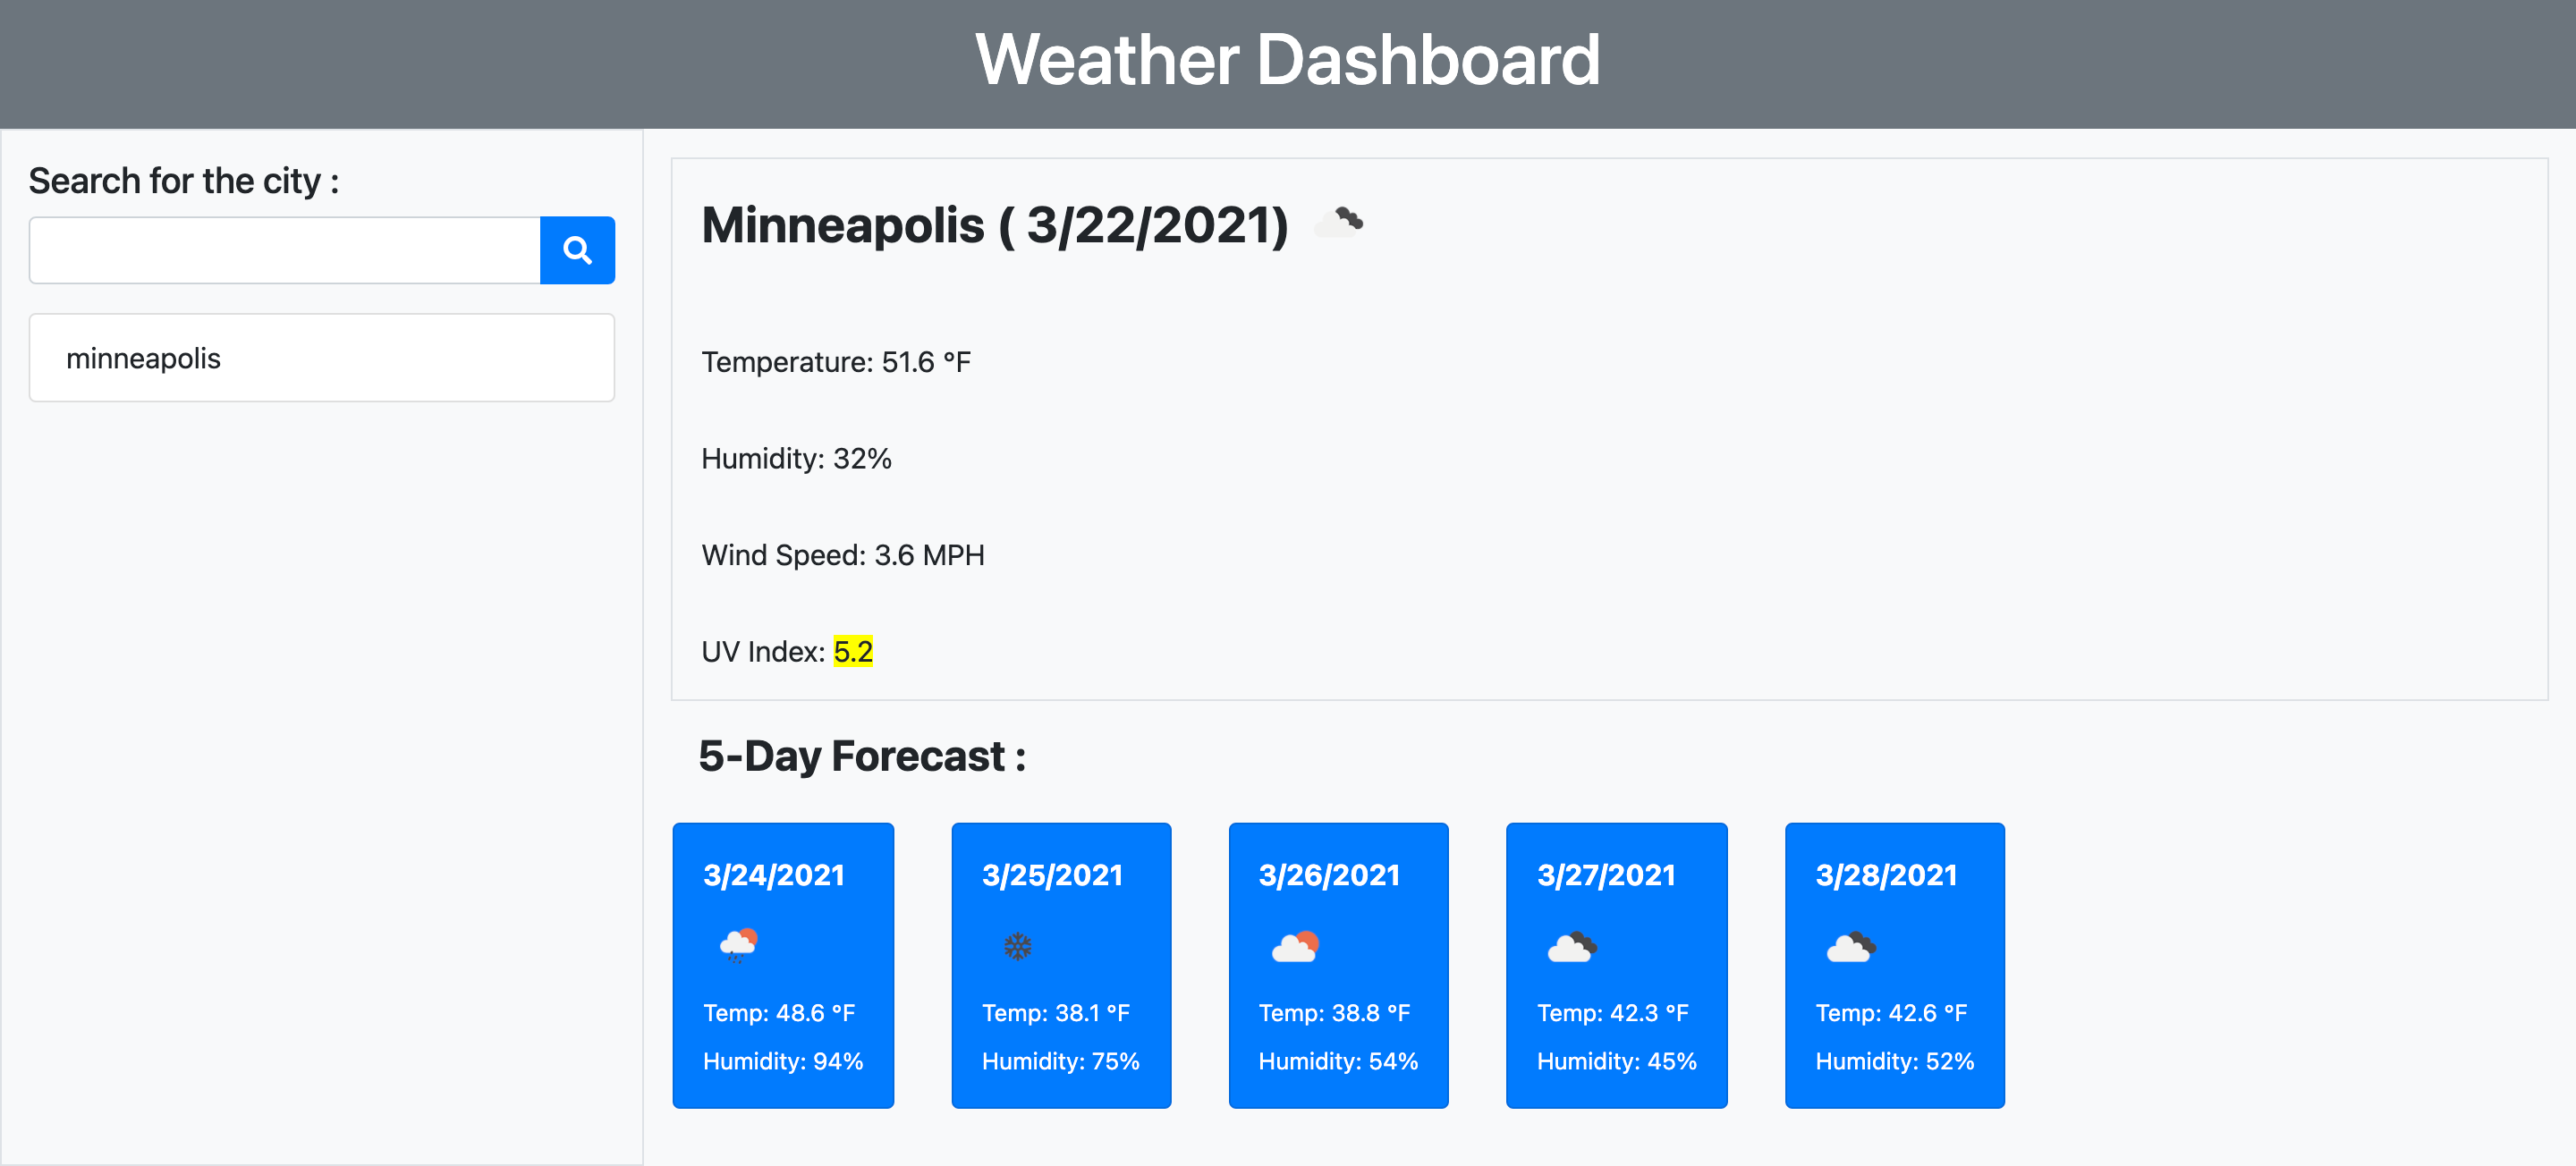 Weather Dashboard
Search for the city :
minneapolis
Minneapolis ( 3/22/2021)
Temperature: 51.6 °F
Humidity: 32%
Wind Speed: 3.6 MPH
UV Index: 5.2
5-Day Forecast :
3/24/2021
Temp: 48.6 °F
Humidity: 94%
3/25/2021
Temp: 38.1 °F
Humidity: 75%
3/26/2021
Temp: 38.8 °F
Humidity: 54%
3/27/2021
Temp: 42.3 °F
Humidity: 45%
3/28/2021
Temp: 42.6 °F
Humidity: 52%